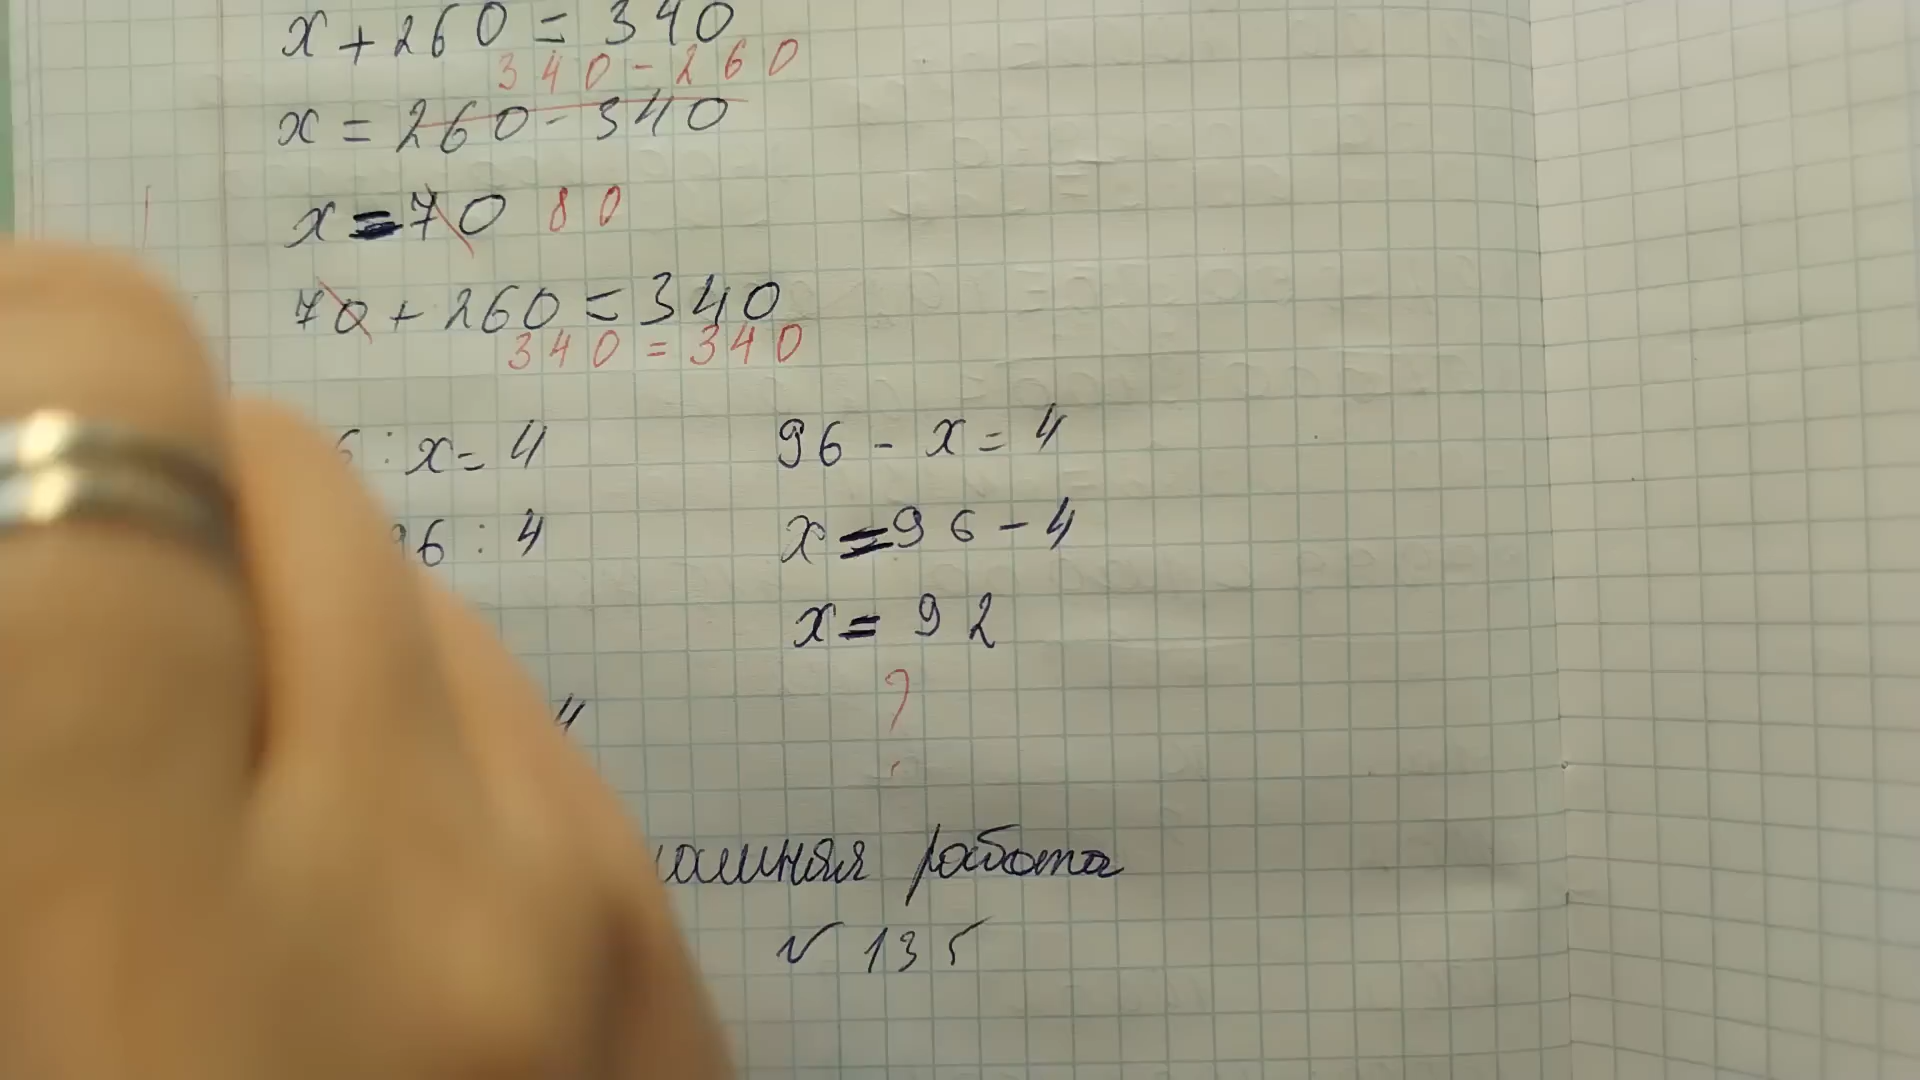 x + 260 = 340
340 - 260
x = 260 - 340
x = 70 80
70 + 260 = 340
340 = 340
6 : x = 4 96 - x = 4
96 : 4 x = 96 - 4
x = 92
4 ?
работа
№ 135